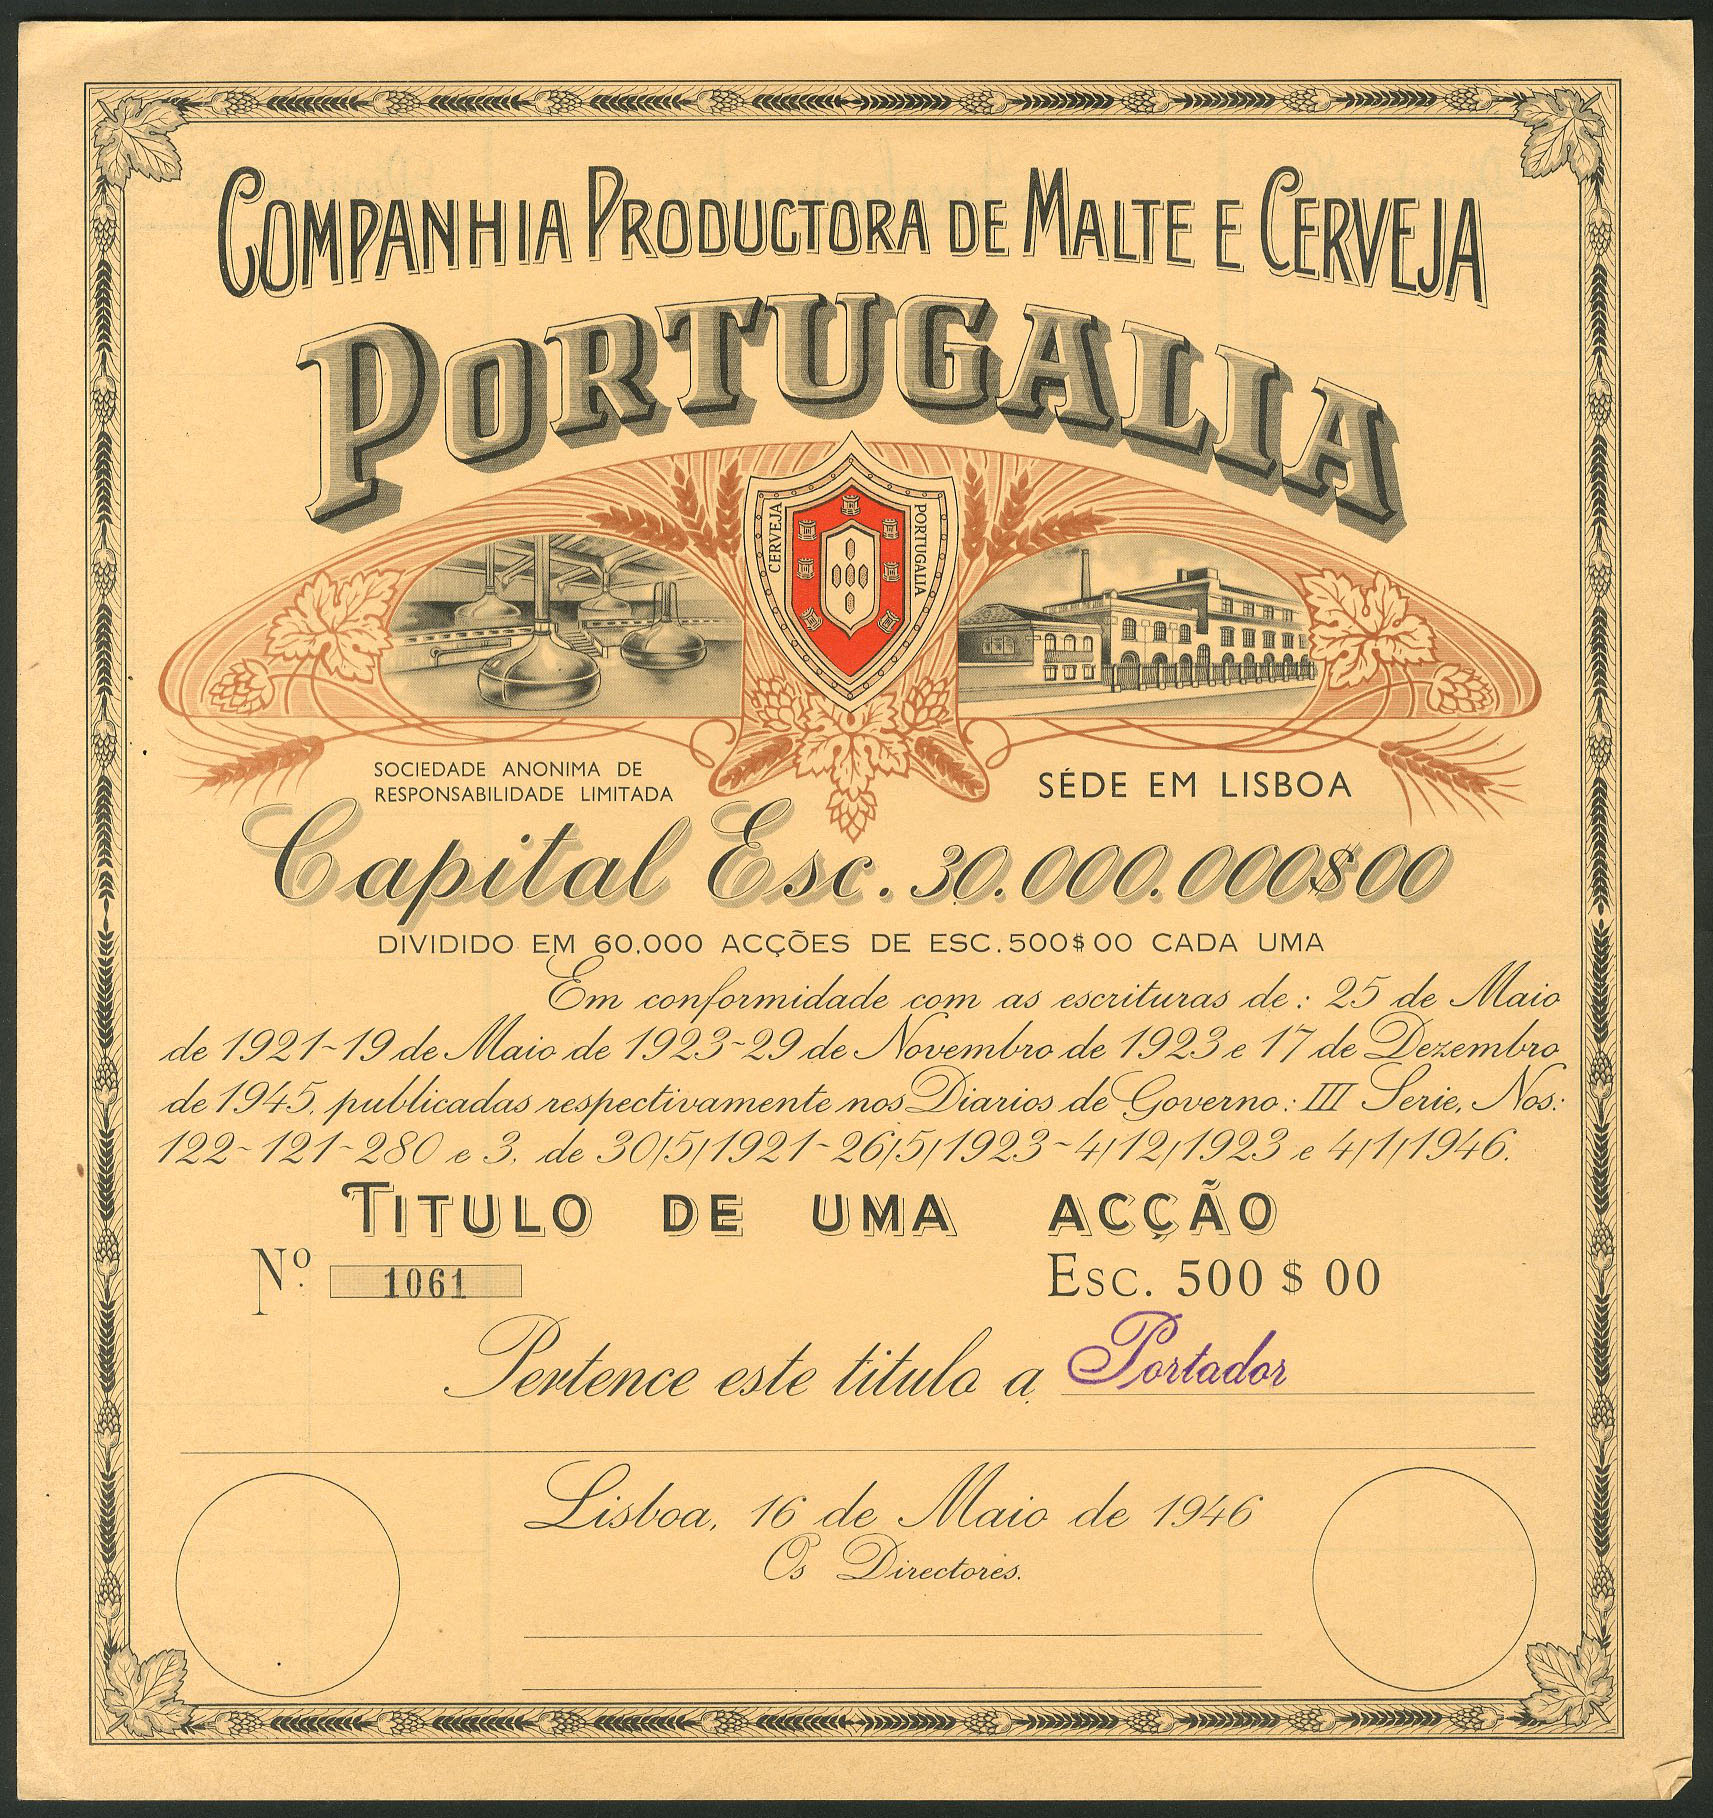 COMPANHIA PRODUCTORA DE MALTE E CERVEJA
PORTUGALIA
CERVEJA PORTUGALIA
SOCIEDADE ANONIMA DE
RESPONSABILIDADE LIMITADA
SÉDE EM LISBOA
Capital Esc. 30.000.000$00
DIVIDIDO EM 60.000 ACÇÕES DE ESC. 500$00 CADA UMA
Em conformidade com as escrituras de: 25 de Maio
de 1921-19 de Maio de 1923-29 de Novembro de 1923 e 17 de Dezembro
de 1945, publicadas respectivamente nos Diarios de Governo: III Serie, Nos:
122-121-280 e 3, de 30/5/1921-26/5/1923-4/12/1923 e 4/1/1946.
TITULO DE UMA ACÇÃO
Nº. 1061
ESC. 500$00
Pertence este titulo a Portador
Lisboa, 16 de Maio de 1946
Os Directores.